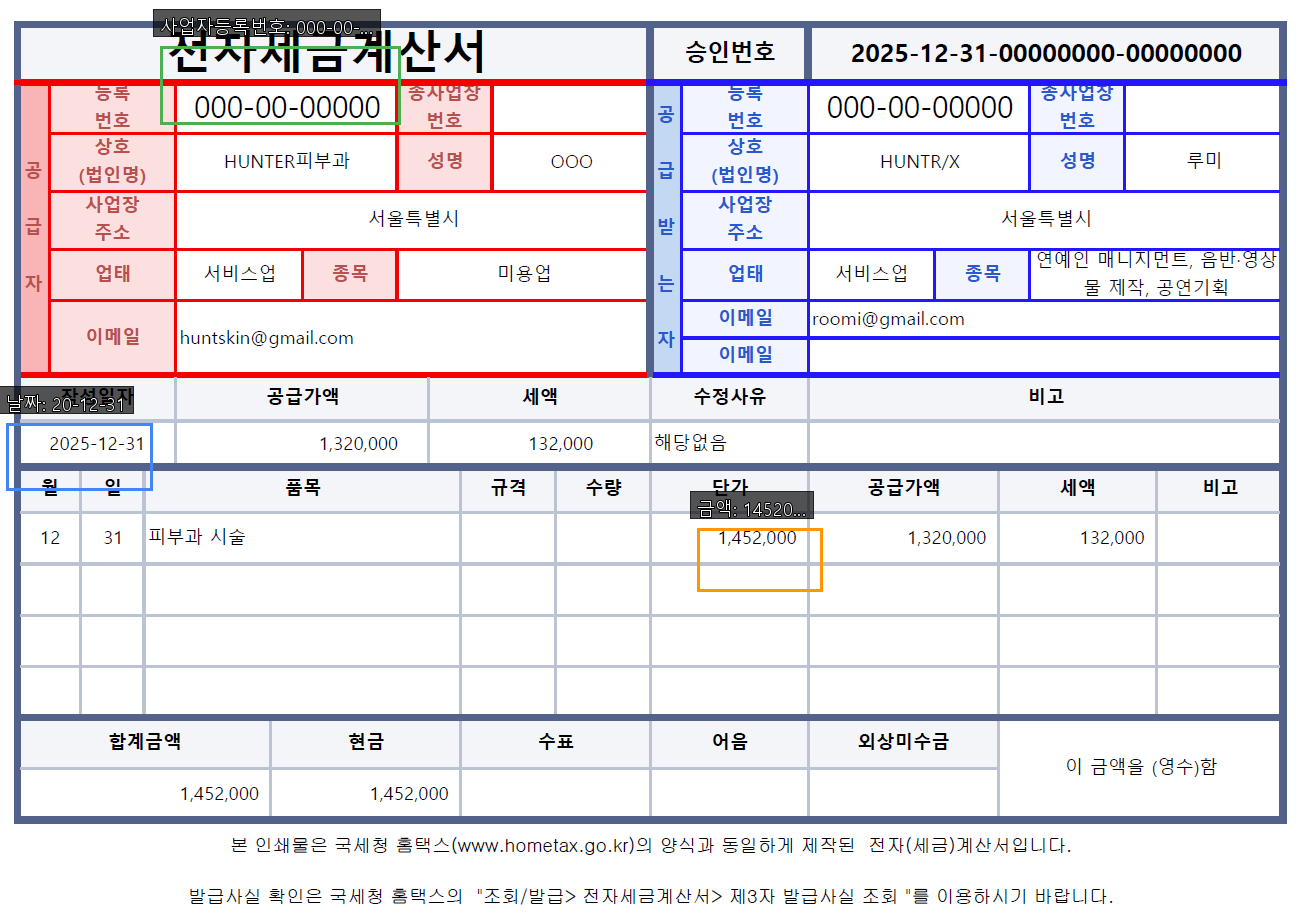 사업자등록번호: 000-00-...
전자세금계산서 승인번호 2025-12-31-00000000-00000000
공급자
등록번호 000-00-00000 종사업장번호
상호(법인명) HUNTER피부과 성명 OOO
사업장주소 서울특별시
업태 서비스업 종목 미용업
이메일 huntskin@gmail.com
공급받는자
등록번호 000-00-00000 종사업장번호
상호(법인명) HUNTR/X 성명 루미
사업장주소 서울특별시
업태 서비스업 종목 연예인 매니지먼트, 음반·영상물 제작, 공연기획
이메일 roomi@gmail.com
이메일
작성일자 공급가액 세액 수정사유 비고
날짜: 20-12-31
2025-12-31 1,320,000 132,000 해당없음
월 일 품목 규격 수량 단가 공급가액 세액 비고
금액: 14520...
12 31 피부과 시술 1,452,000 1,320,000 132,000
합계금액 현금 수표 어음 외상미수금
이 금액을 (영수)함
1,452,000 1,452,000
본 인쇄물은 국세청 홈택스(www.hometax.go.kr)의 양식과 동일하게 제작된 전자(세금)계산서입니다.
발급사실 확인은 국세청 홈택스의 "조회/발급> 전자세금계산서> 제3자 발급사실 조회 "를 이용하시기 바랍니다.